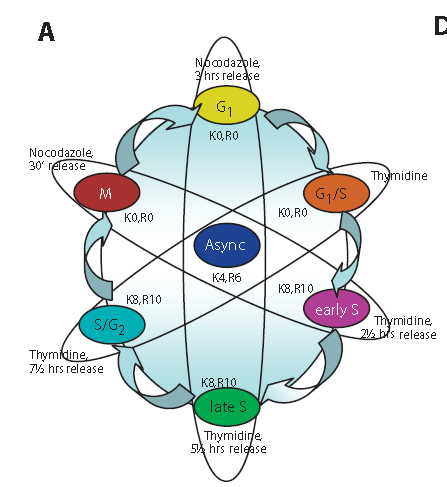 A
D
Nocodazole,
3 hrs release
G1
K0,R0
Nocodazole,
30' release
M
K0,R0
Thymidine
G1/S
K0,R0
Async
K4,R6
K8,R10
S/G2
Thymidine,
7½ hrs release
K8,R10
early S
Thymidine,
2½ hrs release
K8,R10
late S
Thymidine,
5½ hrs release